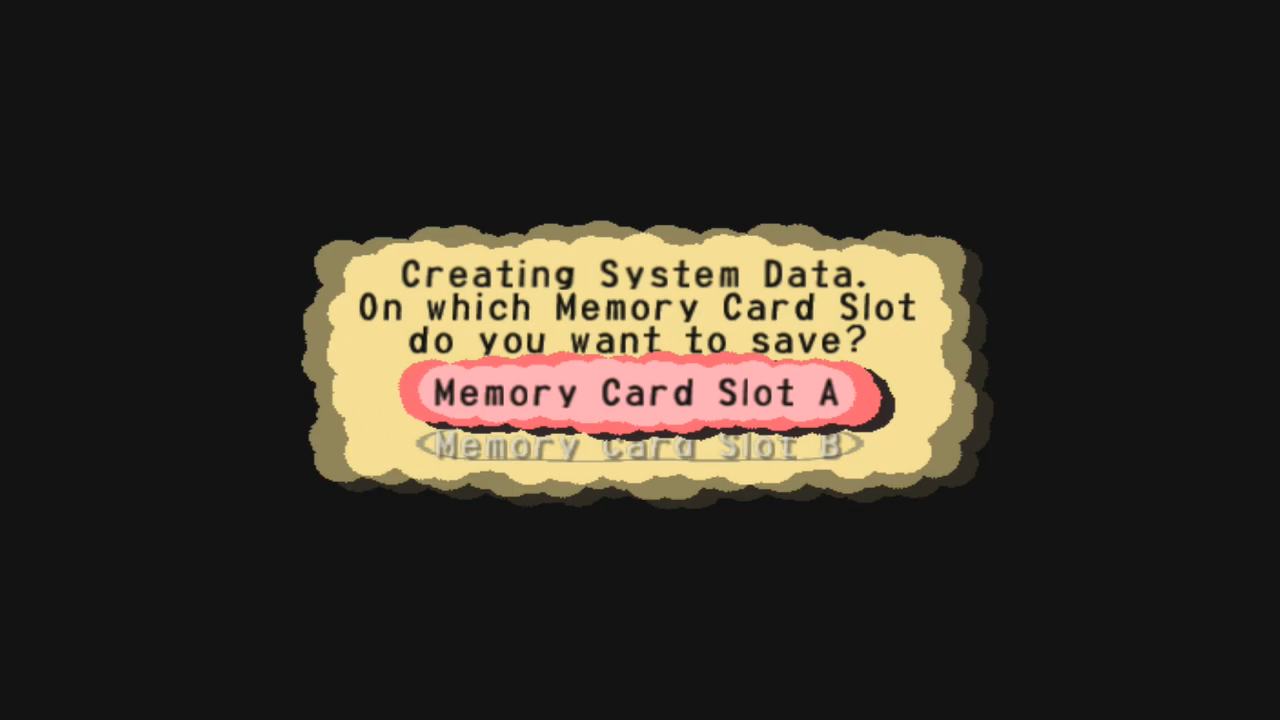 Creating System Data.
On which Memory Card Slot
do you want to save?
Memory Card Slot A
Memory Card Slot B